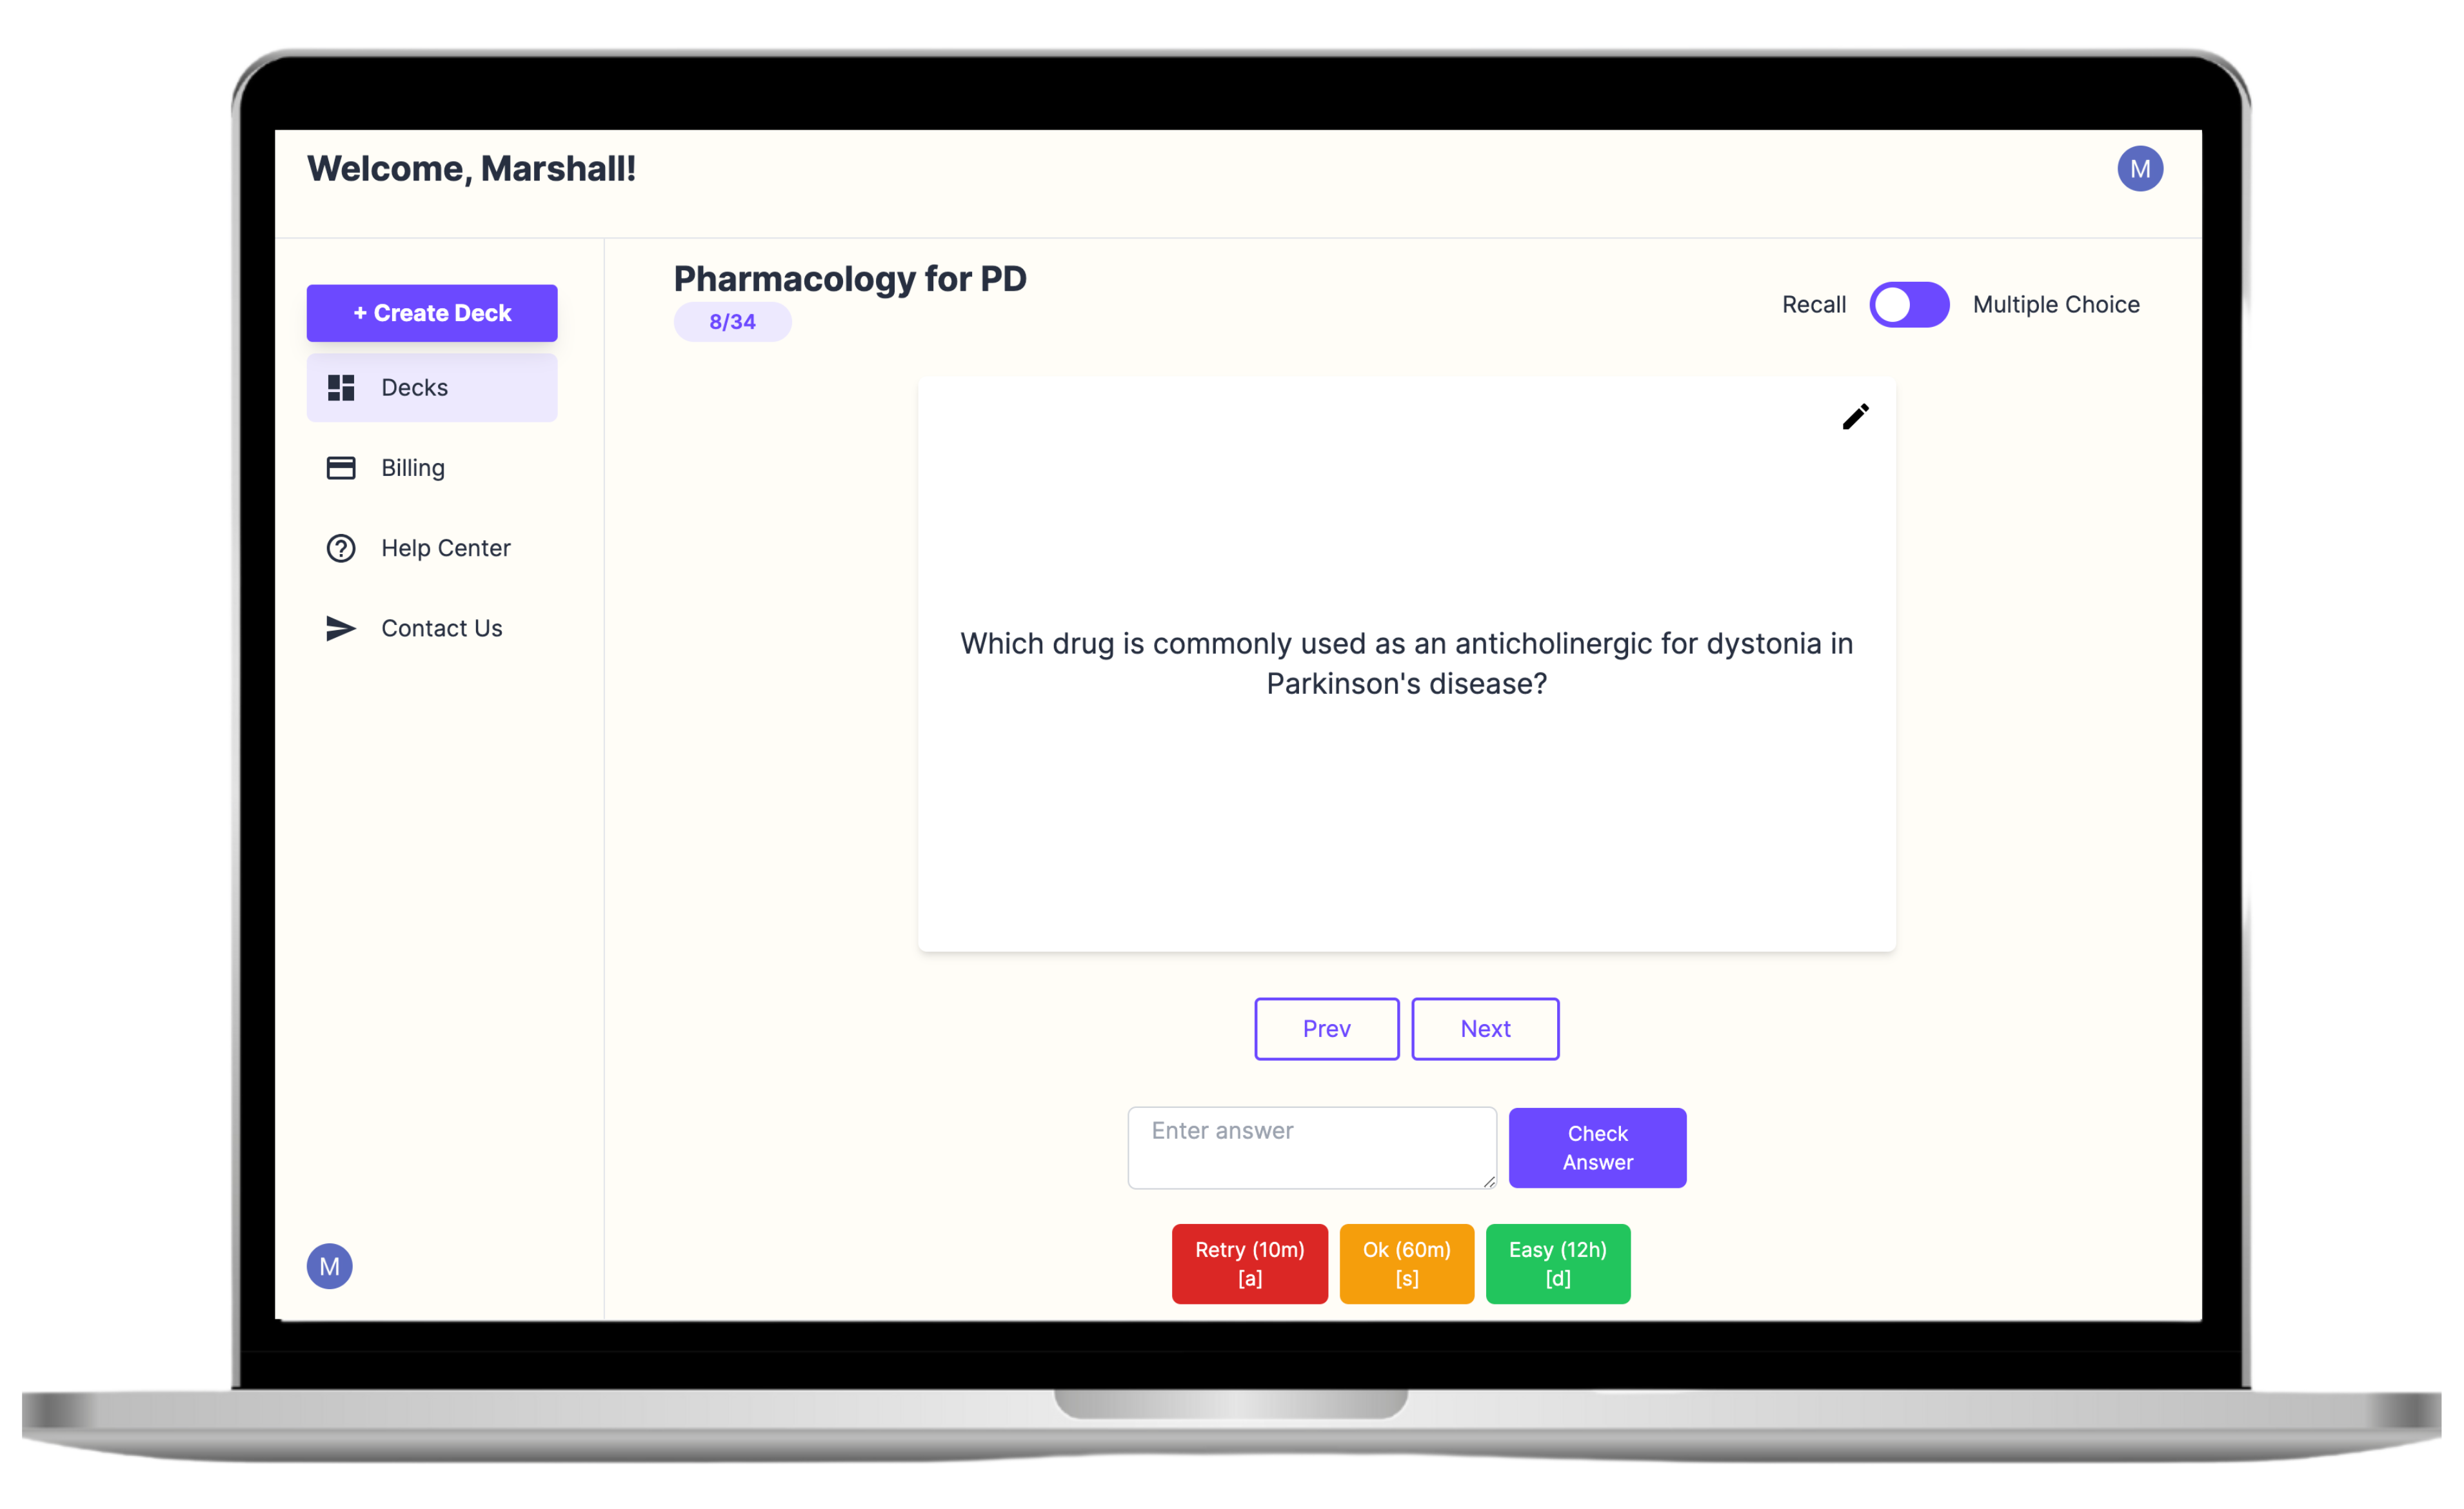 Welcome, Marshall!
M
+ Create Deck
Decks
Billing
Help Center
Contact Us
M
Pharmacology for PD
8/34
Recall
Multiple Choice
Which drug is commonly used as an anticholinergic for dystonia in
Parkinson's disease?
Prev
Next
Enter answer
Check
Answer
Retry (10m)
[a]
Ok (60m)
[s]
Easy (12h)
[d]